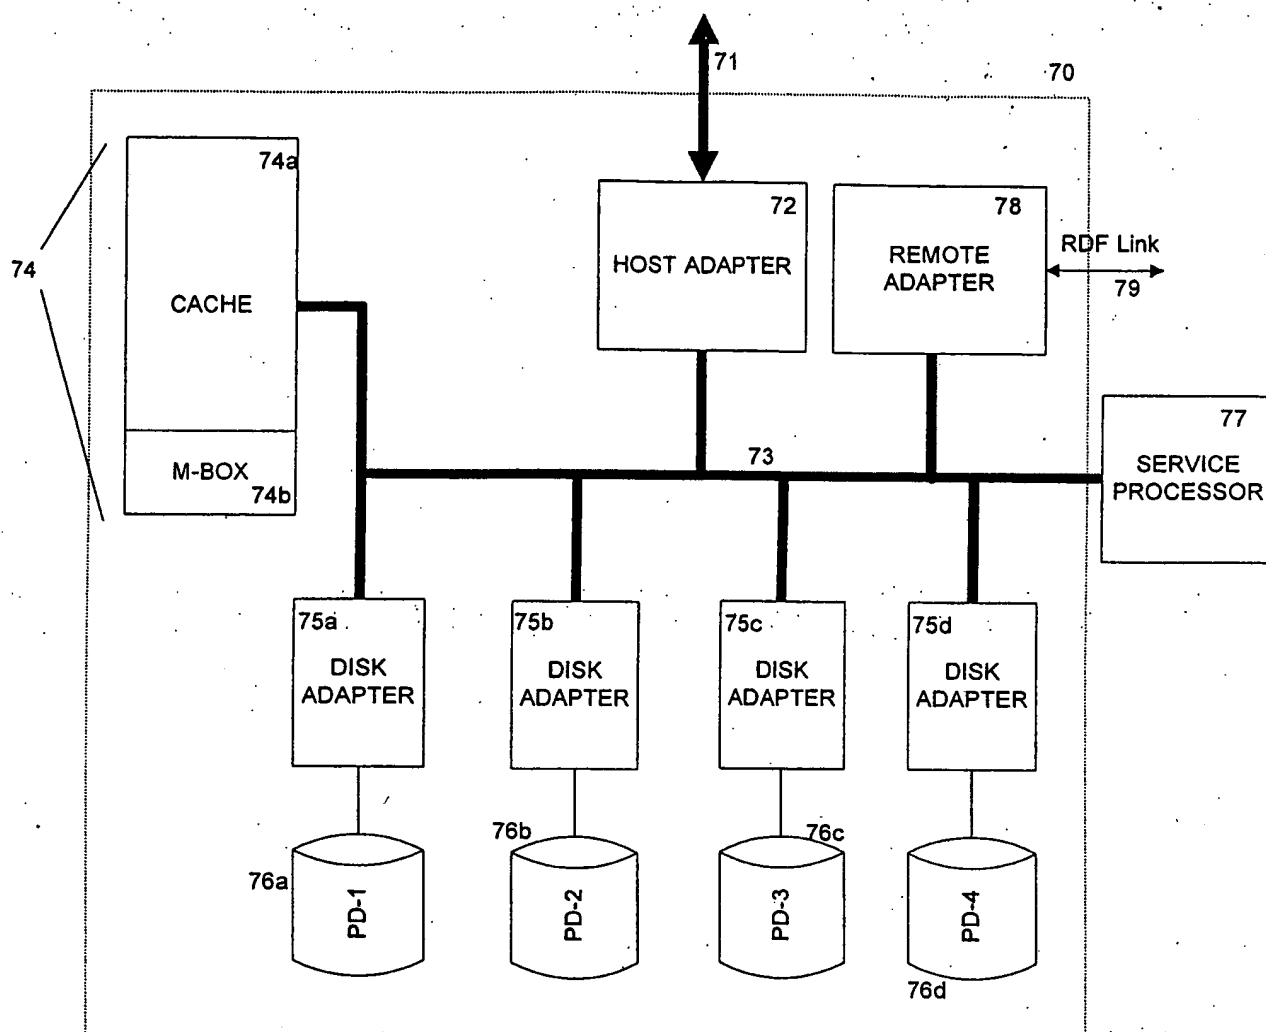 71
70
74a
72
78
74
HOST ADAPTER
REMOTE
ADAPTER
RDF Link
79
CACHE
77
73
M-BOX
74b
SERVICE
PROCESSOR
75a
75b
75c
75d
DISK
ADAPTER
DISK
ADAPTER
DISK
ADAPTER
DISK
ADAPTER
76a
76b
76c
76d
PD-1
PD-2
PD-3
PD-4